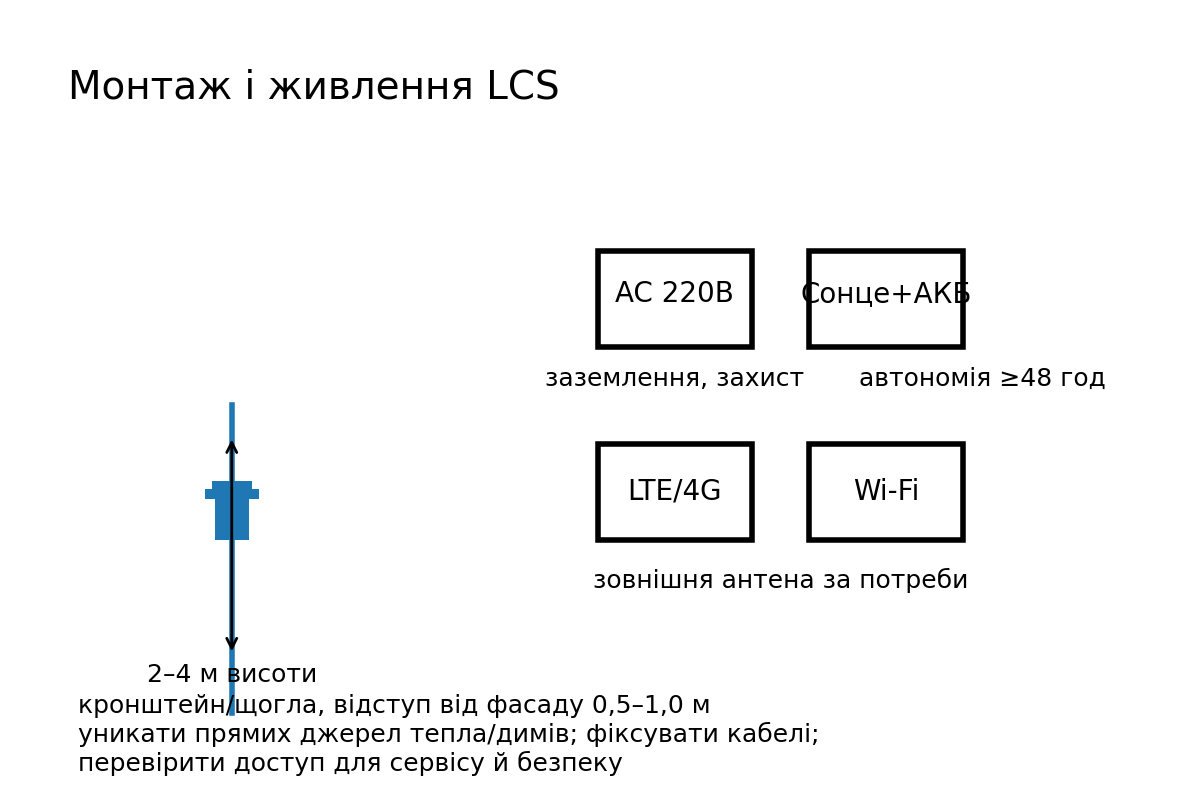 Монтаж і живлення LCS
АС 220В
Сонце+АКБ
заземлення, захист
автономія ≥48 год
LTE/4G
Wi-Fi
зовнішня антена за потреби
2–4 м висоти
кронштейн/щогла, відступ від фасаду 0,5–1,0 м
уникати прямих джерел тепла/димів; фіксувати кабелі;
перевірити доступ для сервісу й безпеку